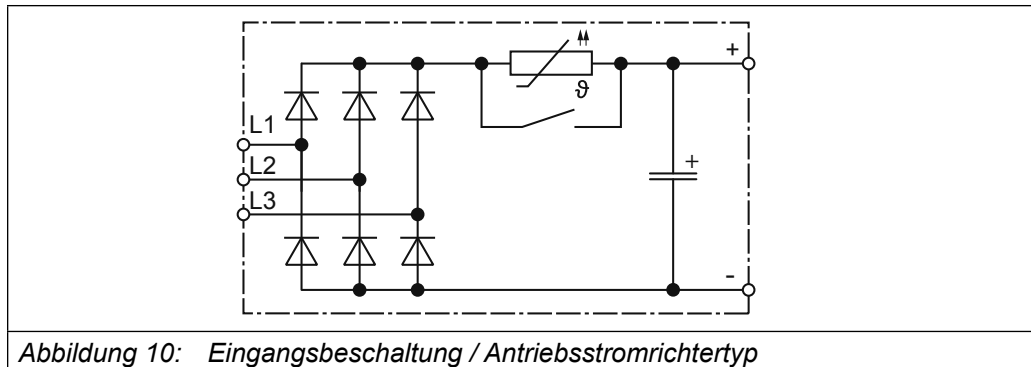 +
ϑ
L1
L2
+
L3
-
Abbildung 10: Eingangsbeschaltung / Antriebsstromrichtertyp